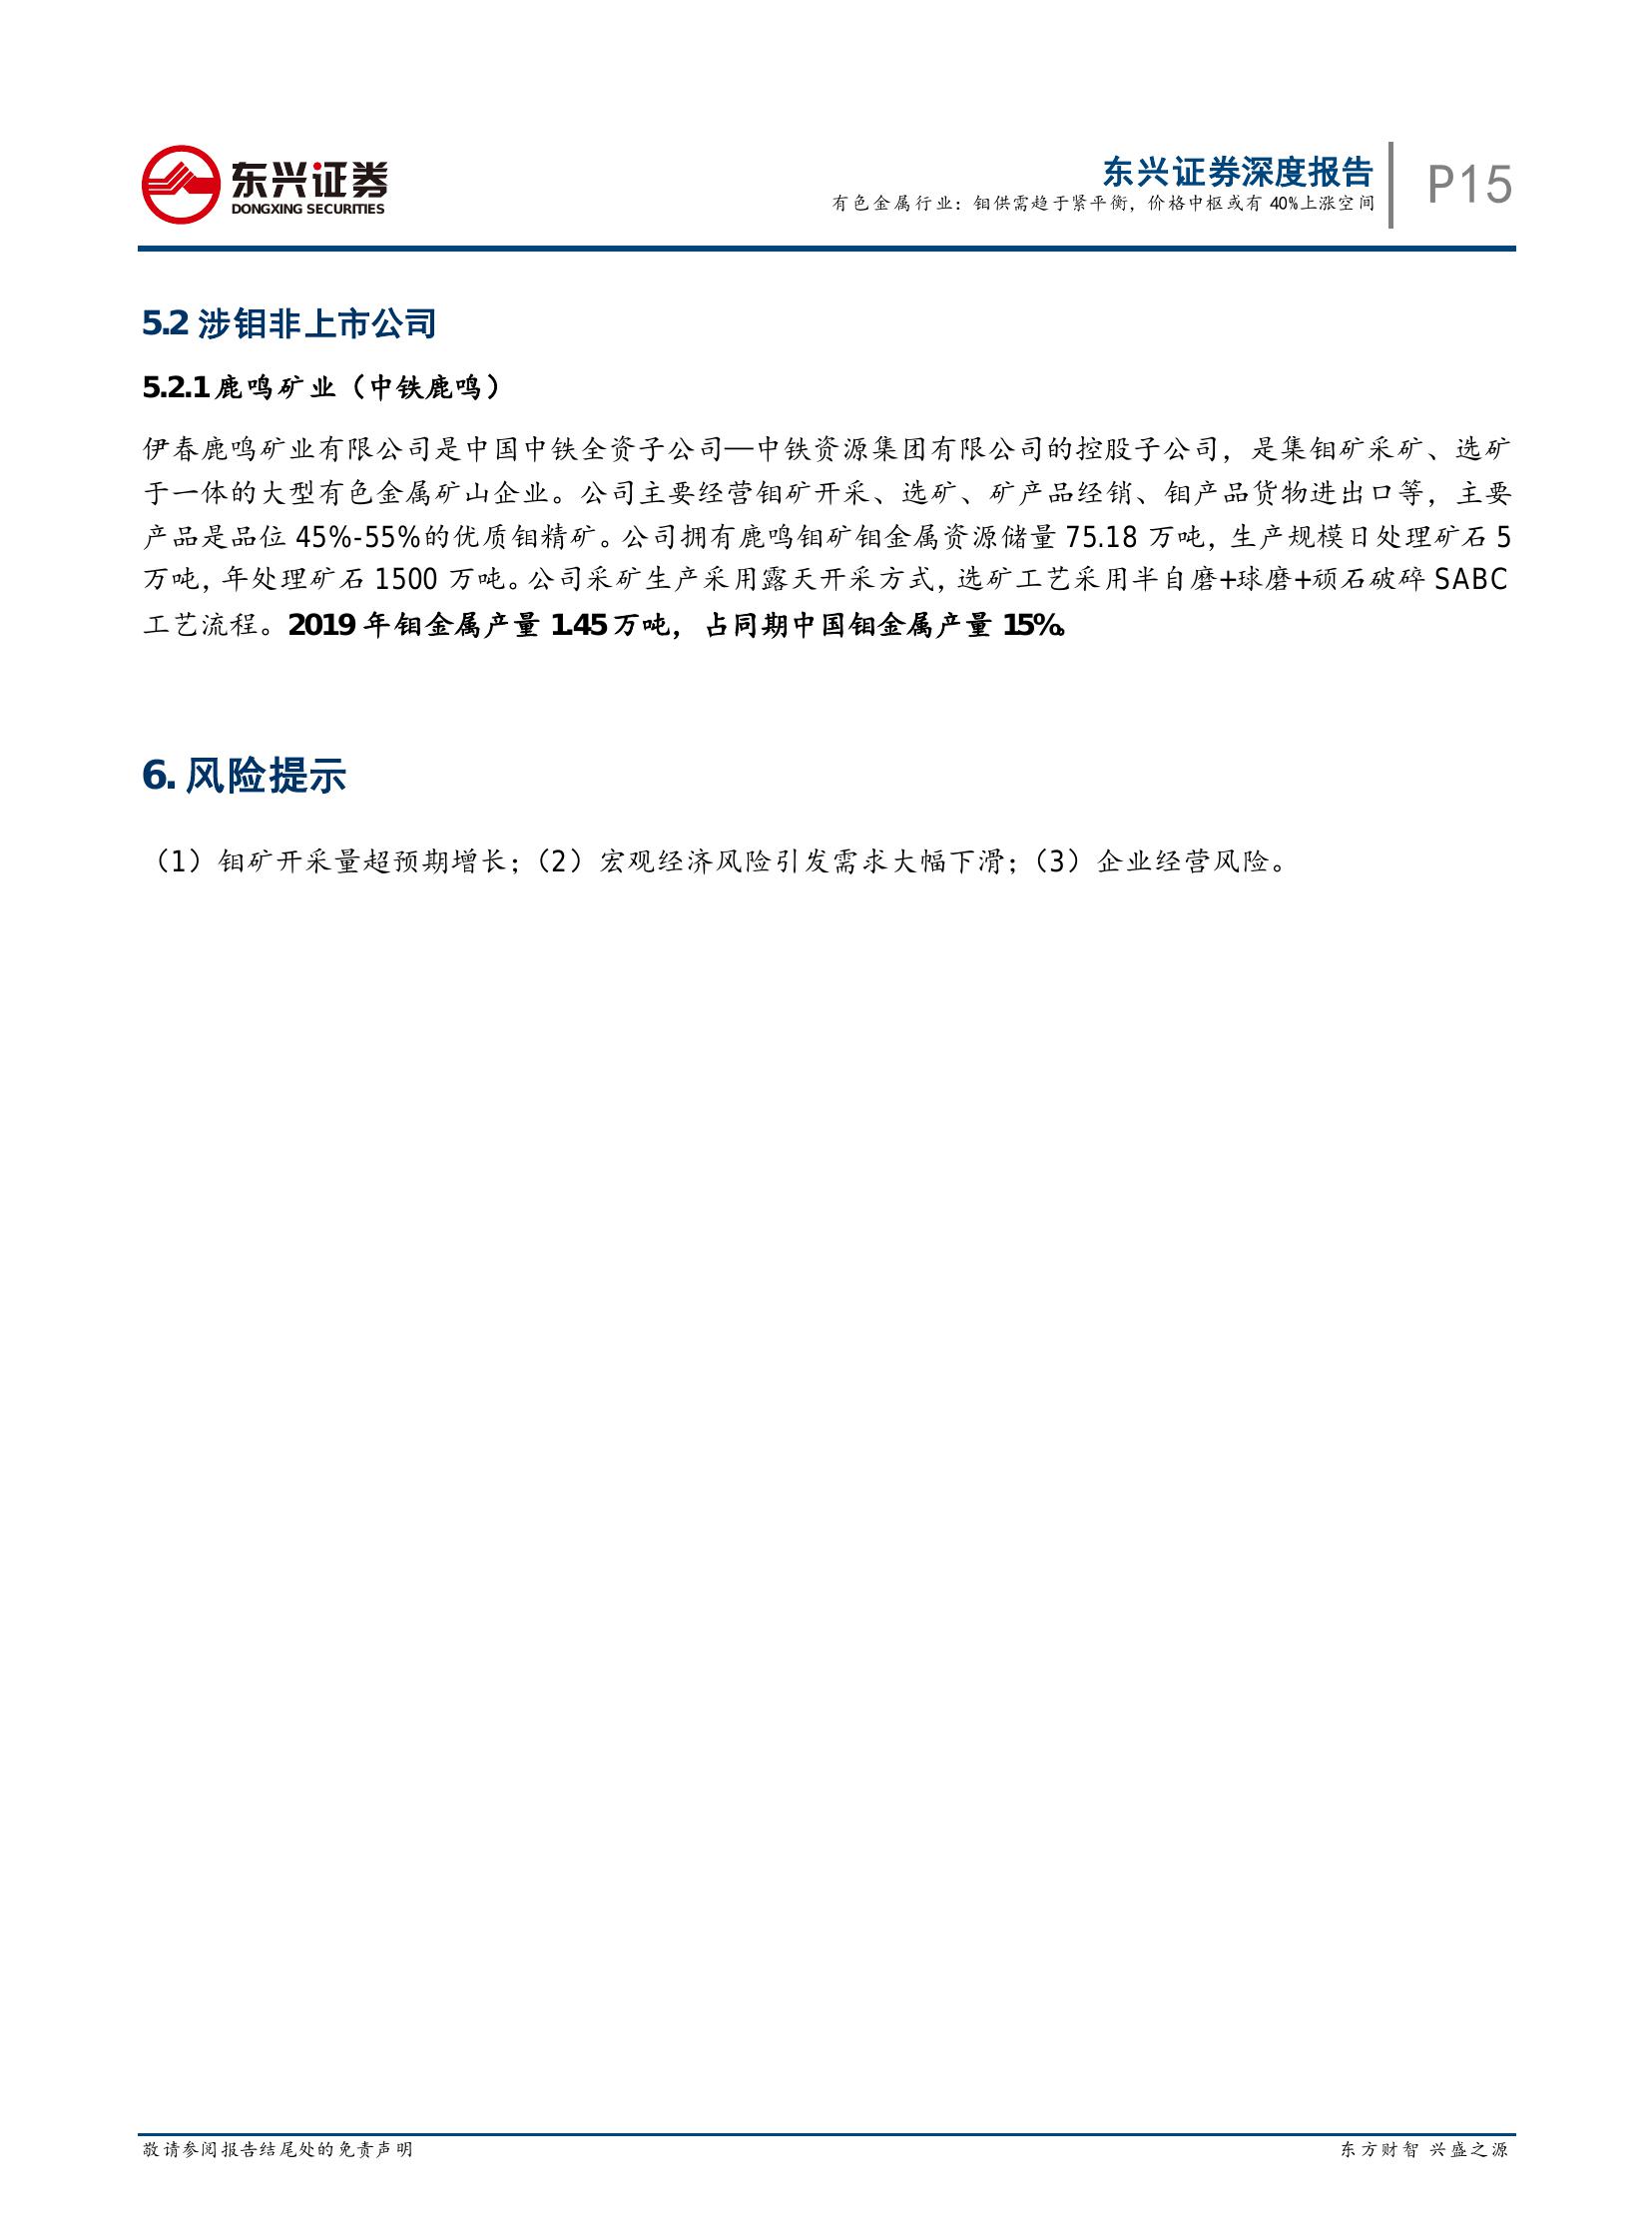 东兴证券
DONGXING SECURITIES
东兴证券深度报告
有色金属行业：钼供需趋于紧平衡，价格中枢或有 40%上涨空间
P15
5.2 涉钼非上市公司
5.2.1 鹿鸣矿业（中铁鹿鸣）
伊春鹿鸣矿业有限公司是中国中铁全资子公司—中铁资源集团有限公司的控股子公司，是集钼矿采矿、选矿
于一体的大型有色金属矿山企业。公司主要经营钼矿开采、选矿、矿产品经销、钼产品货物进出口等，主要
产品是品位 45%-55%的优质钼精矿。公司拥有鹿鸣钼矿钼金属资源储量 75.18 万吨，生产规模日处理矿石 5
万吨，年处理矿石 1500 万吨。公司采矿生产采用露天开采方式，选矿工艺采用半自磨+球磨+顽石破碎 SABC
工艺流程。2019 年钼金属产量 1.45 万吨，占同期中国钼金属产量 15%。
6. 风险提示
（1）钼矿开采量超预期增长；（2）宏观经济风险引发需求大幅下滑；（3）企业经营风险。
敬请参阅报告结尾处的免责声明
东方财智 兴盛之源